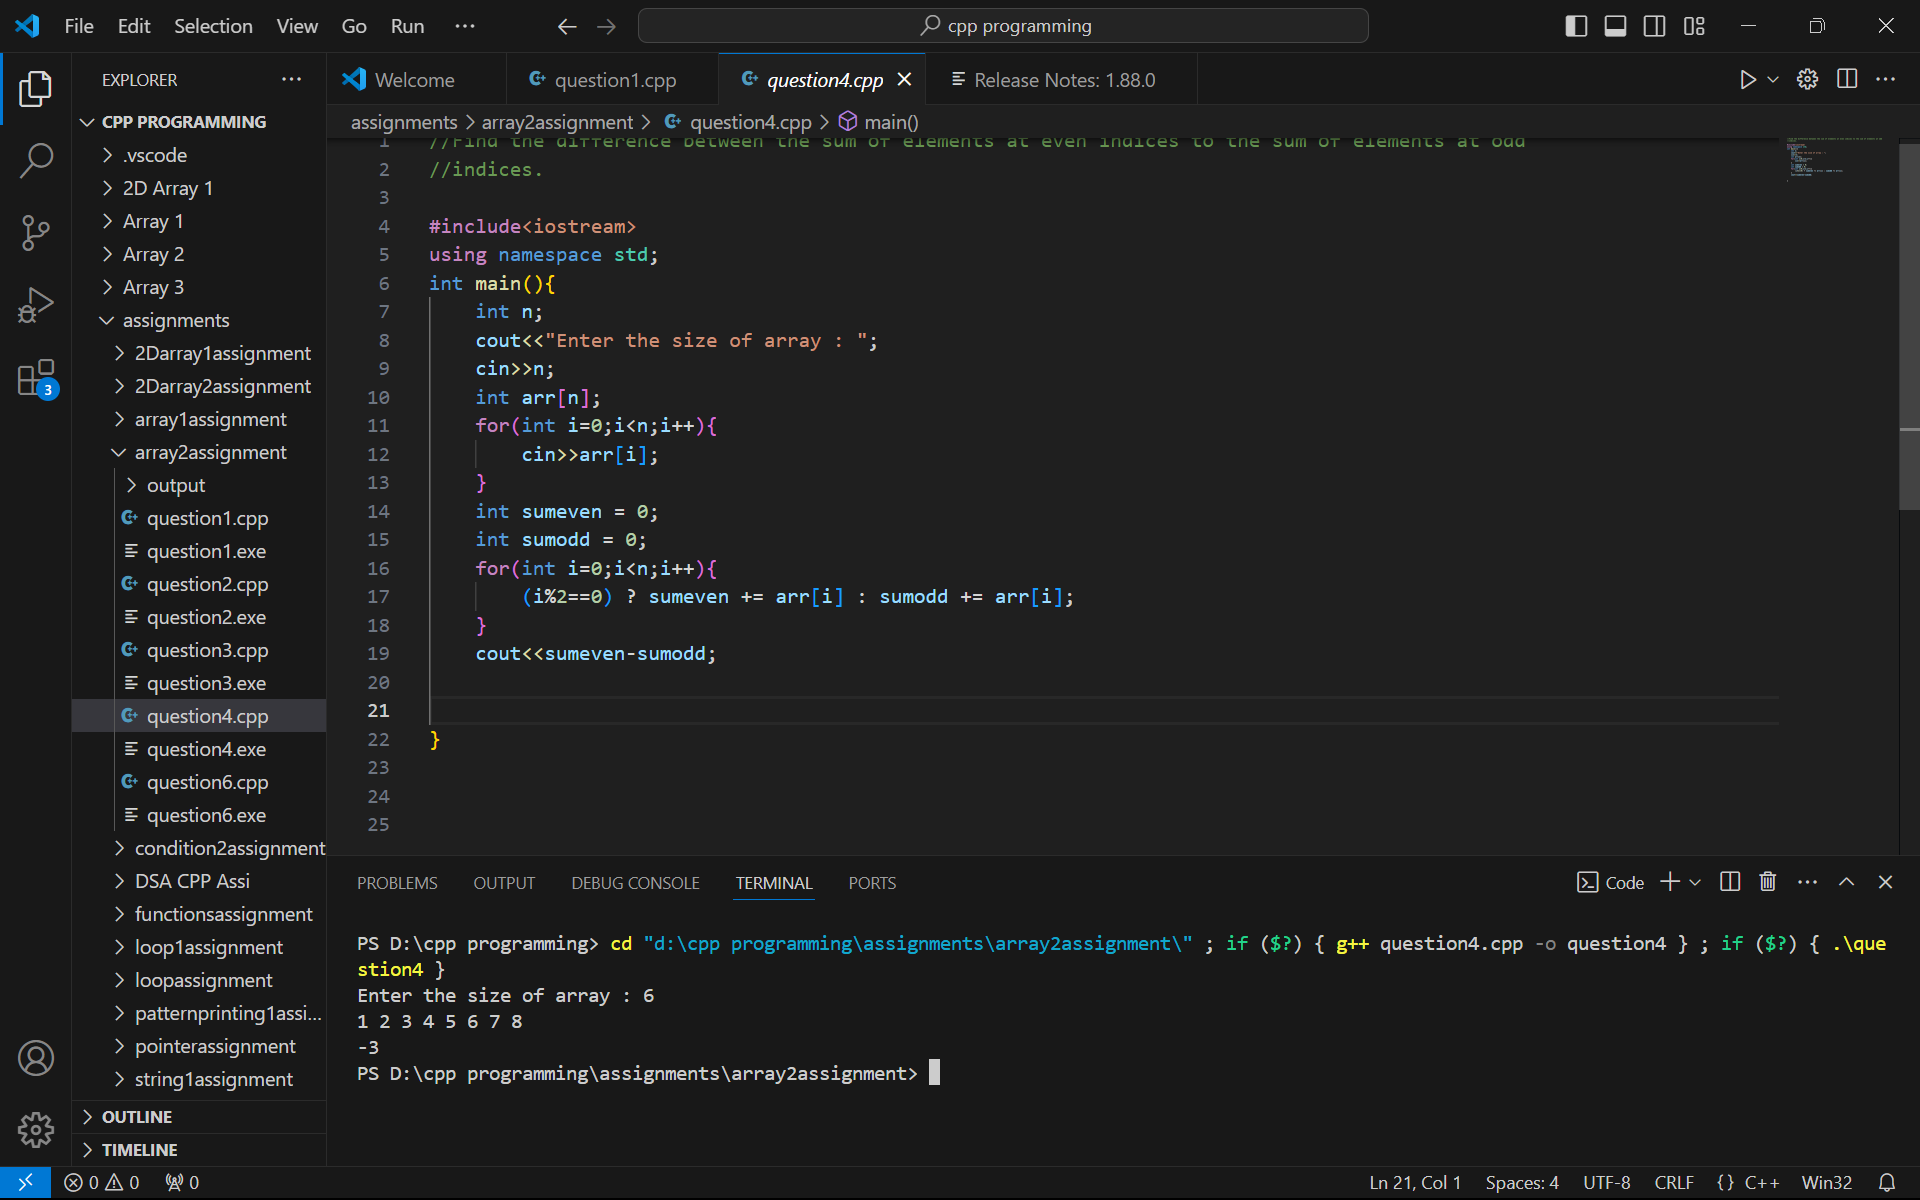 File Edit Selection View Go Run ··· cpp programming
EXPLORER ···
Welcome question1.cpp question4.cpp Release Notes: 1.88.0
assignments > array2assignment > question4.cpp > main()
CPP PROGRAMMING
.vscode
2D Array 1
Array 1
Array 2
Array 3
assignments
2Darray1assignment
2Darray2assignment
array1assignment
array2assignment
output
question1.cpp
question1.exe
question2.cpp
question2.exe
question3.cpp
question3.exe
question4.cpp
question4.exe
question6.cpp
question6.exe
condition2assignment
DSA CPP Assi
functionsassignment
loop1assignment
loopassignment
patternprinting1assi...
pointerassignment
string1assignment
OUTLINE
TIMELINE
3
1 //Find the difference between the sum of elements at even indices to the sum of elements at odd
2 //indices.
3
4 #include<iostream>
5 using namespace std;
6 int main(){
7 int n;
8 cout<<"Enter the size of array : ";
9 cin>>n;
10 int arr[n];
11 for(int i=0;i<n;i++){
12 cin>>arr[i];
13 }
14 int sumeven = 0;
15 int sumodd = 0;
16 for(int i=0;i<n;i++){
17 (i%2==0) ? sumeven += arr[i] : sumodd += arr[i];
18 }
19 cout<<sumeven-sumodd;
20
21
22 }
23
24
25
PROBLEMS OUTPUT DEBUG CONSOLE TERMINAL PORTS Code
PS D:\cpp programming> cd "d:\cpp programming\assignments\array2assignment\" ; if ($?) { g++ question4.cpp -o question4 } ; if ($?) { .\que
stion4 }
Enter the size of array : 6
1 2 3 4 5 6 7 8
-3
PS D:\cpp programming\assignments\array2assignment>
0 0 0 Ln 21, Col 1 Spaces: 4 UTF-8 CRLF {} C++ Win32